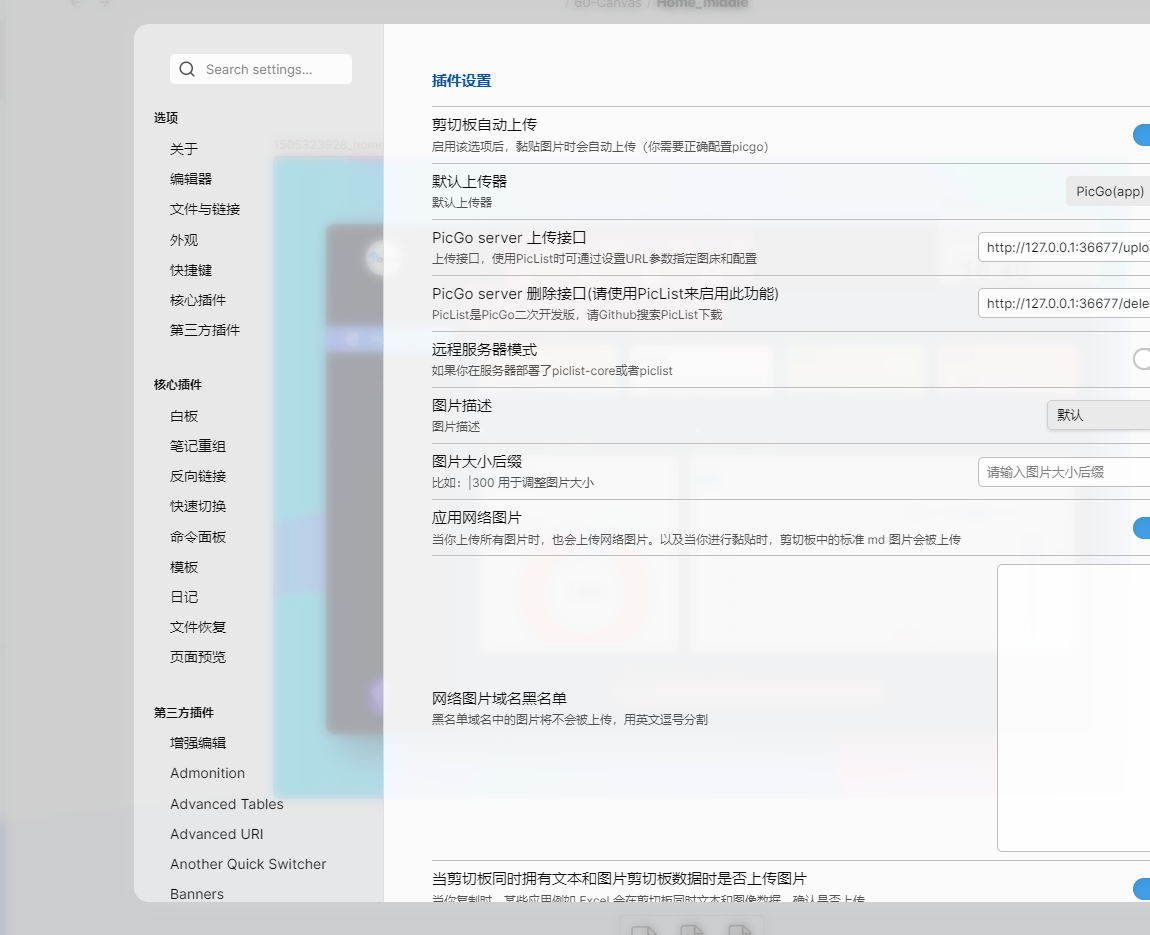 / 60-Canvas / Home_middle
Search settings...
选项
关于
编辑器
文件与链接
外观
快捷键
核心插件
第三方插件
核心插件
白板
笔记重组
反向链接
快速切换
命令面板
模板
日记
文件恢复
页面预览
第三方插件
增强编辑
Admonition
Advanced Tables
Advanced URI
Another Quick Switcher
Banners
插件设置
剪切板自动上传
启用该选项后，黏贴图片时会自动上传（你需要正确配置picgo）
默认上传器
默认上传器
PicGo(app)
PicGo server 上传接口
上传接口，使用PicList时可通过设置URL参数指定图床和配置
http://127.0.0.1:36677/uplo
PicGo server 删除接口(请使用PicList来启用此功能)
PicList是PicGo二次开发版，请Github搜索PicList下载
http://127.0.0.1:36677/dele
远程服务器模式
如果你在服务器部署了piclist-core或者piclist
图片描述
图片描述
默认
图片大小后缀
比如：|300 用于调整图片大小
请输入图片大小后缀
应用网络图片
当你上传所有图片时，也会上传网络图片。以及当你进行黏贴时，剪切板中的标准 md 图片会被上传
网络图片域名黑名单
黑名单域名中的图片将不会被上传，用英文逗号分割
当剪切板同时拥有文本和图片剪切板数据时是否上传图片
当你复制时，某些应用例如 Excel 会在剪切板同时文本和图像数据，确认是否上传